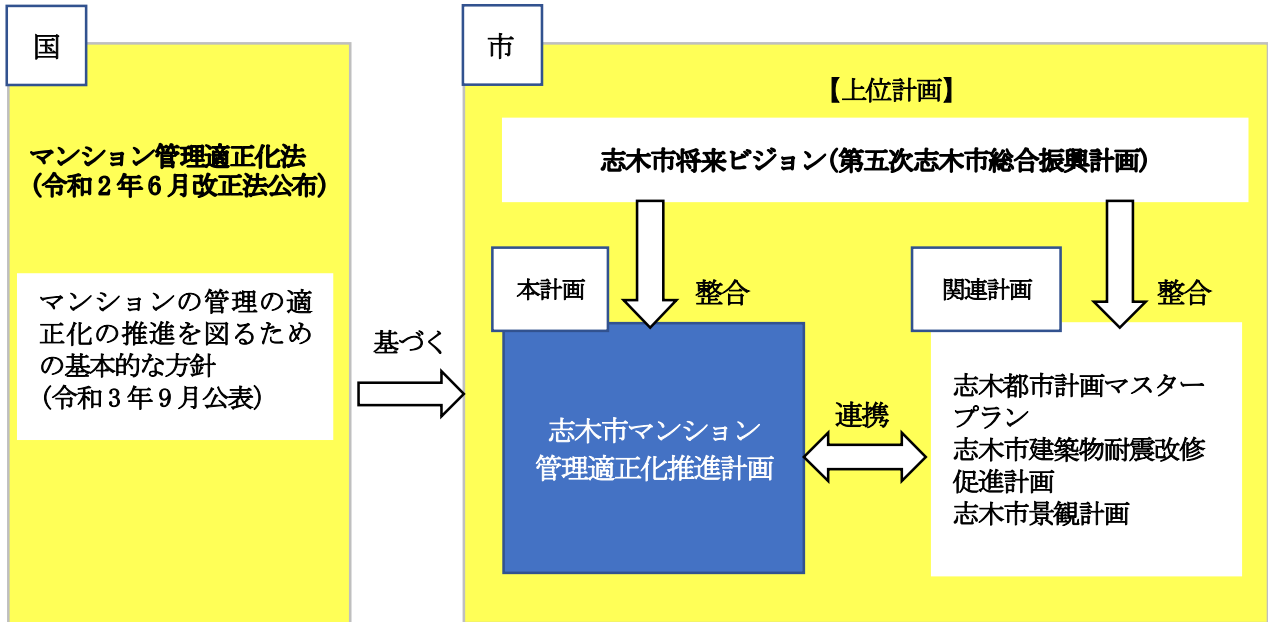 国
マンション管理適正化法
(令和2年6月改正法公布)
マンションの管理の適
正化の推進を図るため
の基本的な方針
(令和3年9月公表)
基づく
市
【上位計画】
志木市将来ビジョン(第五次志木市総合振興計画)
整合
整合
本計画
志木市マンション
管理適正化推進計画
連携
関連計画
志木都市計画マスター
プラン
志木市建築物耐震改修
促進計画
志木市景観計画